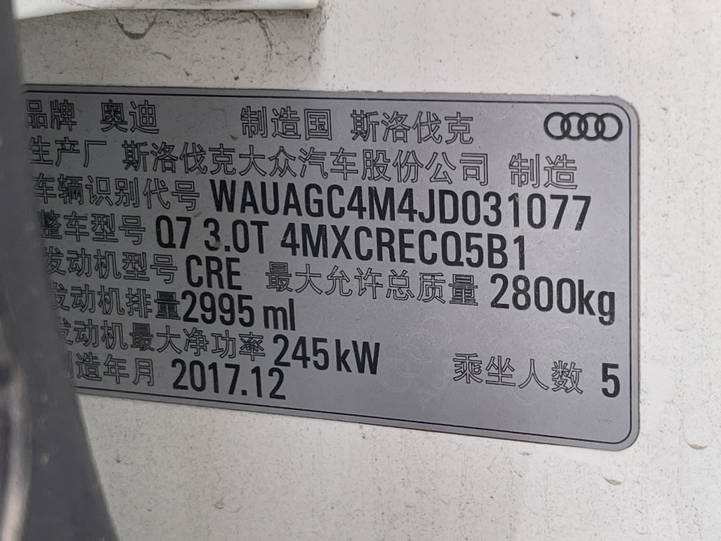 品牌 奥迪 制造国 斯洛伐克
生产厂 斯洛伐克大众汽车股份公司 制造
车辆识别代号 WAUAGC4M4JD031077
整车型号 Q7 3.0T 4MXCRECQ5B1
发动机型号 CRE 最大允许总质量 2800kg
发动机排量 2995 ml
发动机最大净功率 245kW 乘坐人数 5
制造年月 2017.12